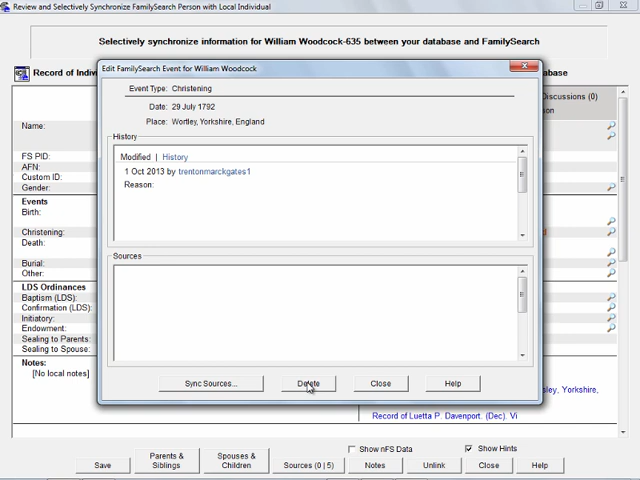 Review and Selectively Synchronize FamilySearch Person with Local Individual
Selectively synchronize information for William Woodcock-635 between your database and FamilySearch
Record of Indiv
abase
Edit FamilySearch Event for William Woodcock
Event Type: Christening
Date: 29 July 1792
Place: Wortley, Yorkshire, England
History
Modified | History
1 Oct 2013 by trentonmarckgates1
Reason:
Sources
Sync Sources...
Delete
Close
Help
Discussions (0)
son
Name:
FS PID:
AFN:
Custom ID:
Gender:
Events
Birth:
Christening:
Death:
Burial:
Other:
LDS Ordinances
Baptism (LDS):
Confirmation (LDS):
Initiatory:
Endowment:
Sealing to Parents:
Sealing to Spouse:
Notes:
[No local notes]
sley, Yorkshire,
Record of Luetta P. Davenport. (Dec). Vi
Show nFS Data
Show Hints
Save
Parents &
Siblings
Spouses &
Children
Sources (0 | 5)
Notes
Unlink
Close
Help